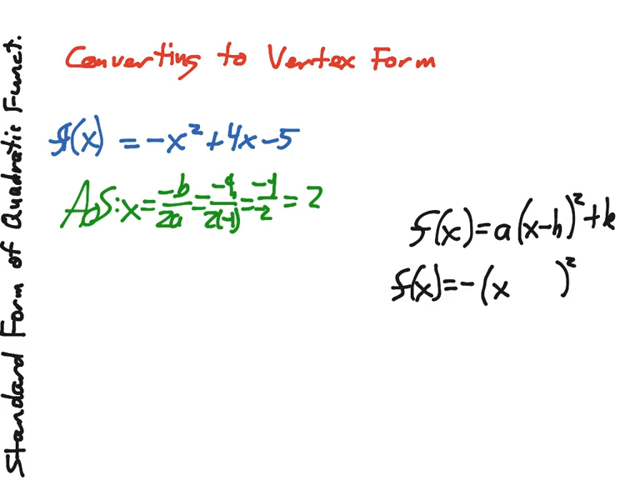 Converting to Vertex Form
Standard Form of Quadratic Funct.
f(x) = -x² + 4x - 5
AoS: x = -b/2a = -4/2(-1) = -4/-2 = 2
f(x) = a(x-h)² + k
f(x) = -(x )²